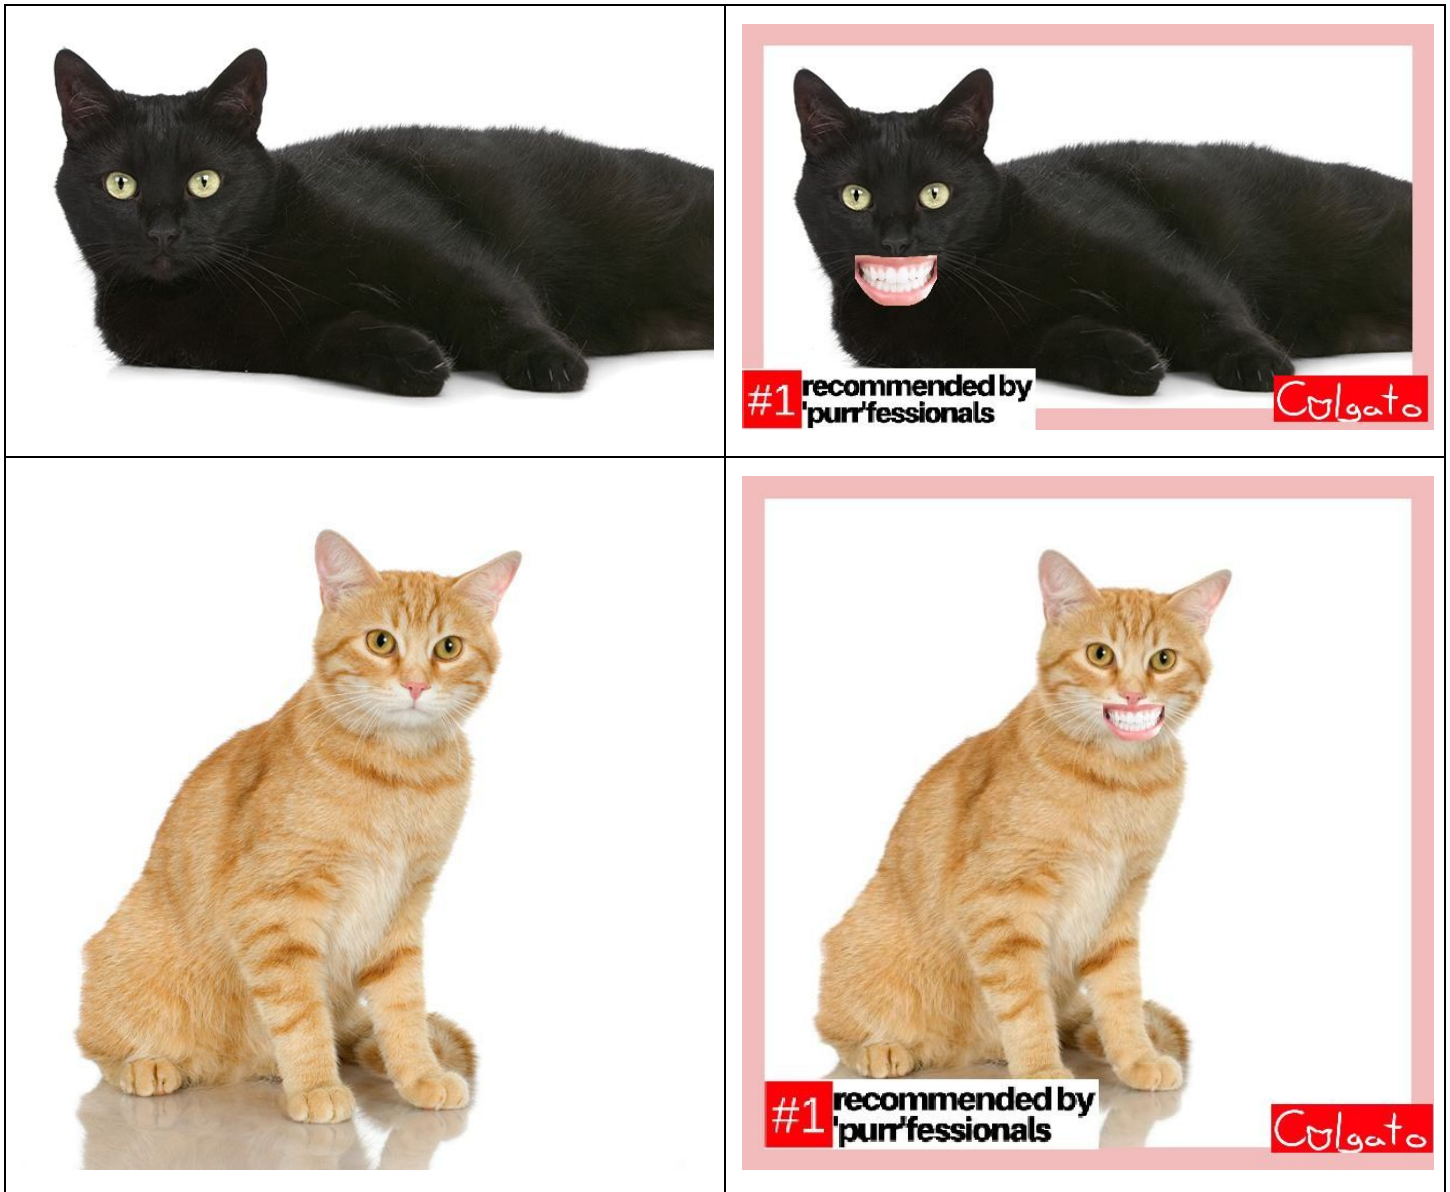 #1 recommended by
'purr'fessionals
Colgato
#1 recommended by
'purr'fessionals
Colgato